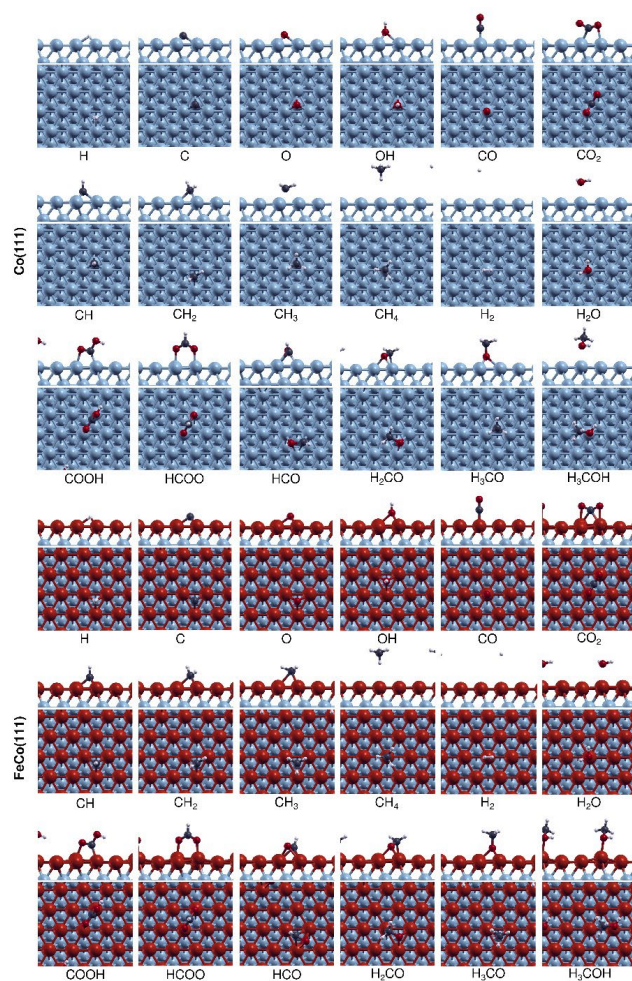 H C O OH CO CO₂
Co(111)
CH CH₂ CH₃ CH₄ H₂ H₂O
COOH HCOO HCO H₂CO H₃CO H₃COH
H C O OH CO CO₂
FeCo(111)
CH CH₂ CH₃ CH₄ H₂ H₂O
COOH HCOO HCO H₂CO H₃CO H₃COH